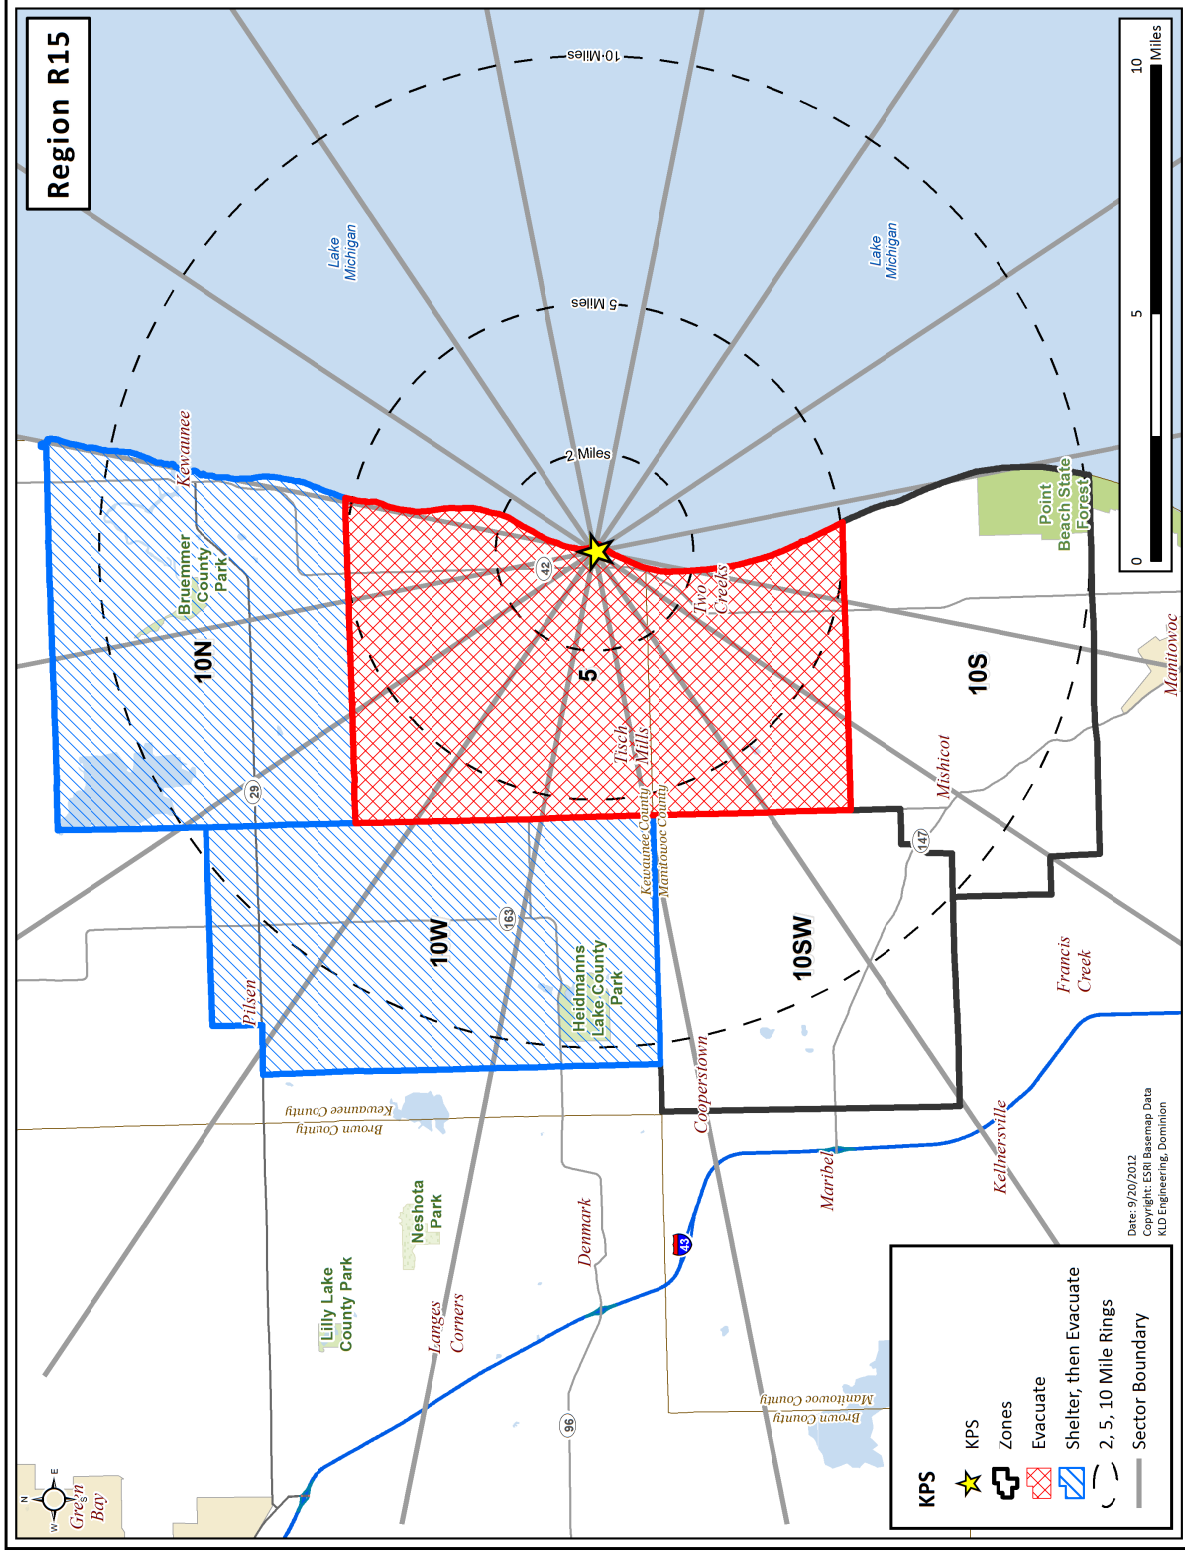 Region R15
N
W
E
S
Green
Bay
Lilly Lake
County Park
Neshota
Park
Langes
Corners
Denmark
96
43
Brown County
Kewaunee County
Pilsen
29
10N
Bruemmer
County
Park
Kewaunee
Lake
Michigan
10 Miles
5 Miles
2 Miles
42
10W
163
Heidmanns
Lake County
Park
5
Tisch
Mills
Two
Creeks
Kewaunee County
Manitowoc County
Cooperstown
Maribel
Kellnersville
10SW
147
Mishicot
Francis
Creek
10S
Manitowoc
Point
Beach State
Forest
Lake
Michigan
Manitowoc County
Brown County
KPS
KPS
Zones
Evacuate
Shelter, then Evacuate
2, 5, 10 Mile Rings
Sector Boundary
Date: 9/20/2012
Copyright: ESRI Basemap Data
KLD Engineering, Dominion
0
5
10
Miles